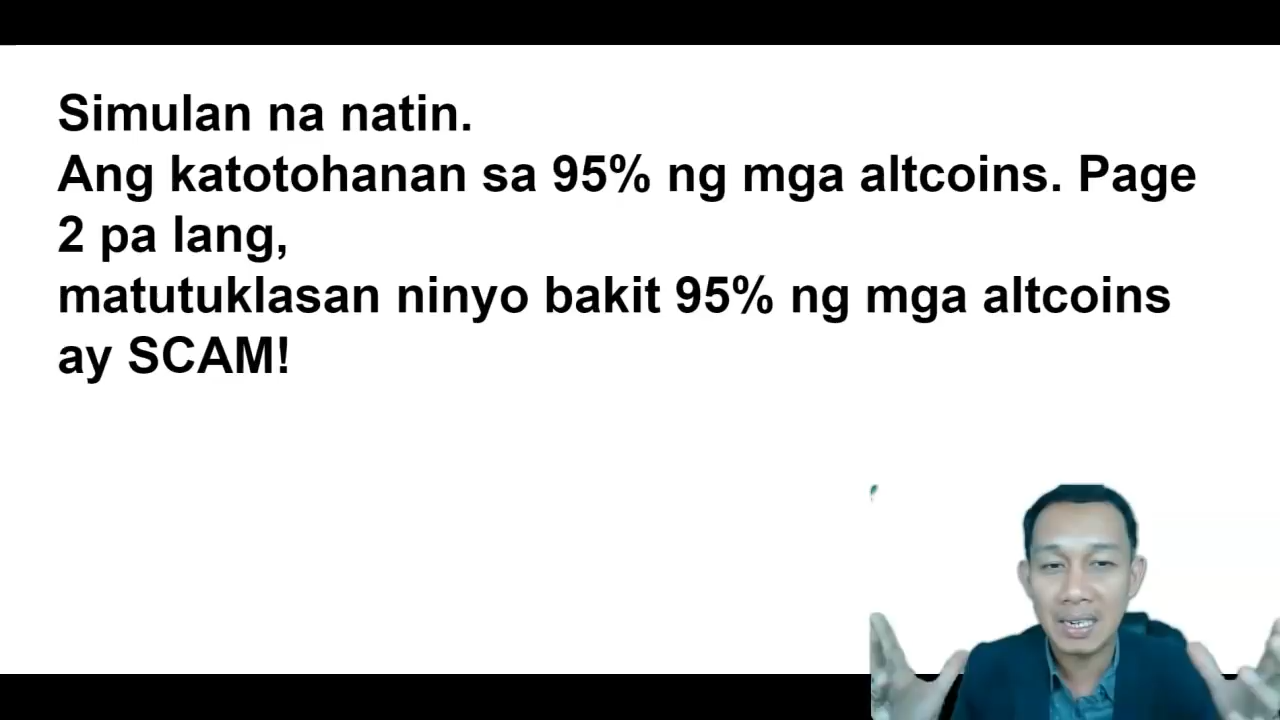 Simulan na natin.
Ang katotohanan sa 95% ng mga altcoins. Page
2 pa lang,
matutuklasan ninyo bakit 95% ng mga altcoins
ay SCAM!